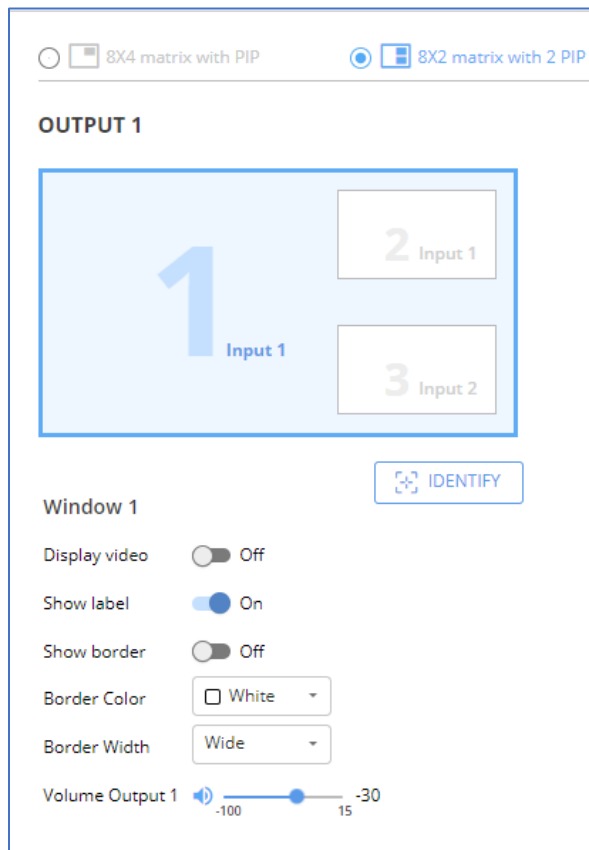 8X4 matrix with PIP 8X2 matrix with 2 PIP
OUTPUT 1
1 Input 1
2 Input 1
3 Input 2
IDENTIFY
Window 1
Display video Off
Show label On
Show border Off
Border Color White
Border Width Wide
Volume Output 1 -30
-100 15